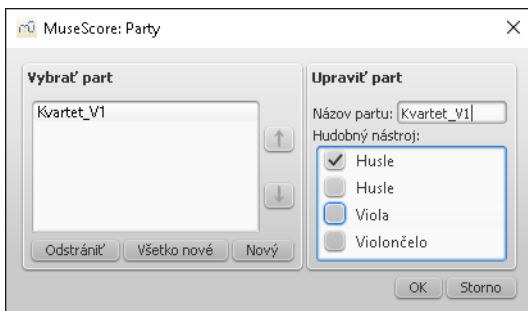 MuseScore: Party
Vybrať part
Kvartet_V1
Odstrániť
Všetko nové
Nový
Upraviť part
Názov partu: Kvartet_V1
Hudobný nástroj:
Husle
Husle
Viola
Violončelo
OK
Storno